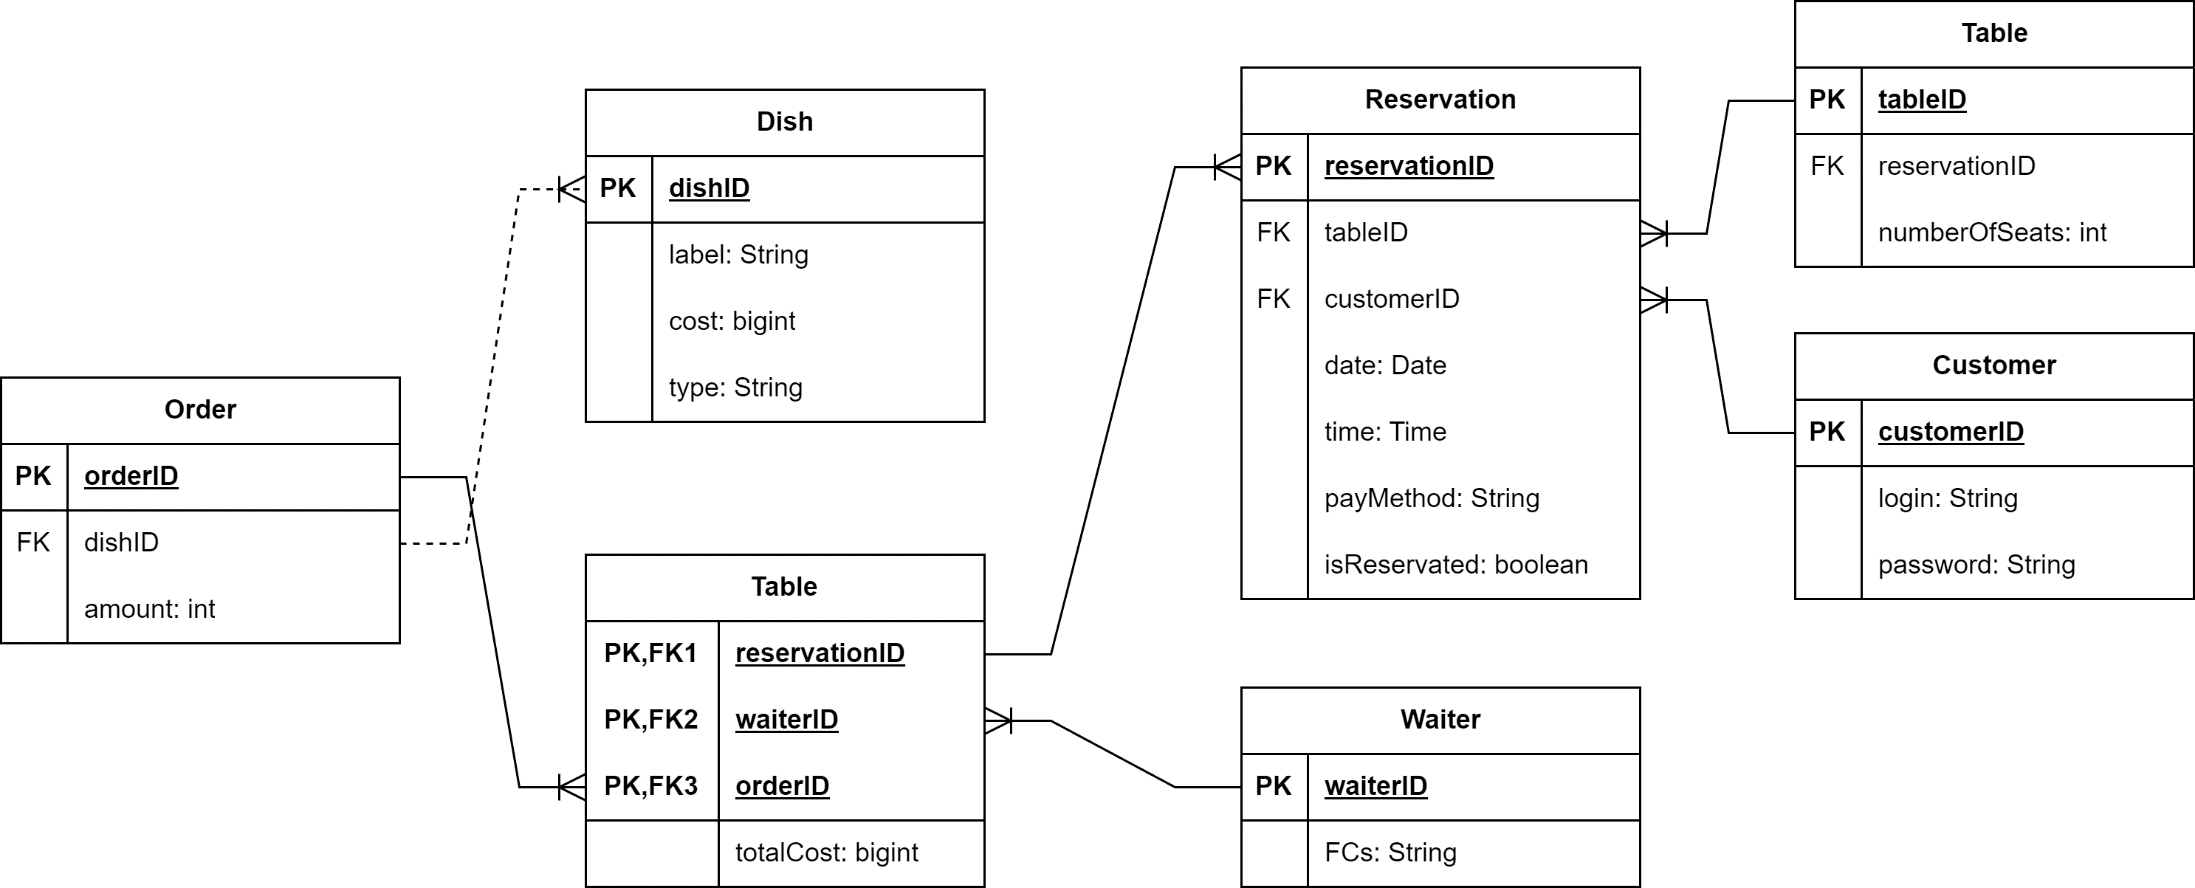 Order
PK orderID
FK dishID
amount: int
Dish
PK dishID
label: String
cost: bigint
type: String
Table
PK,FK1 reservationID
PK,FK2 waiterID
PK,FK3 orderID
totalCost: bigint
Reservation
PK reservationID
FK tableID
FK customerID
date: Date
time: Time
payMethod: String
isReservated: boolean
Waiter
PK waiterID
FCs: String
Table
PK tableID
FK reservationID
numberOfSeats: int
Customer
PK customerID
login: String
password: String